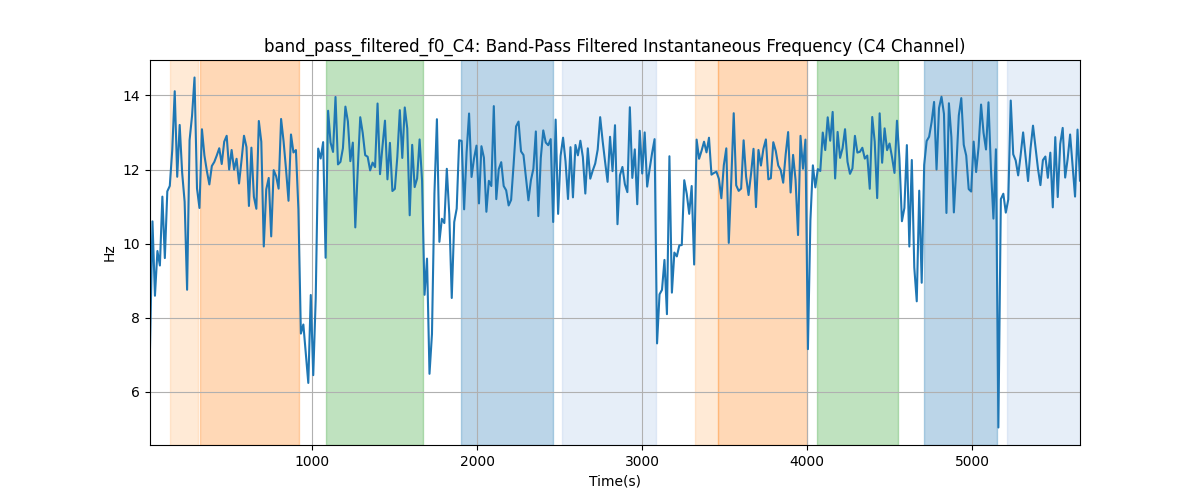 band_pass_filtered_f0_C4: Band-Pass Filtered Instantaneous Frequency (C4 Channel)
14
12
10
8
6
Hz
1000 2000 3000 4000 5000
Time(s)